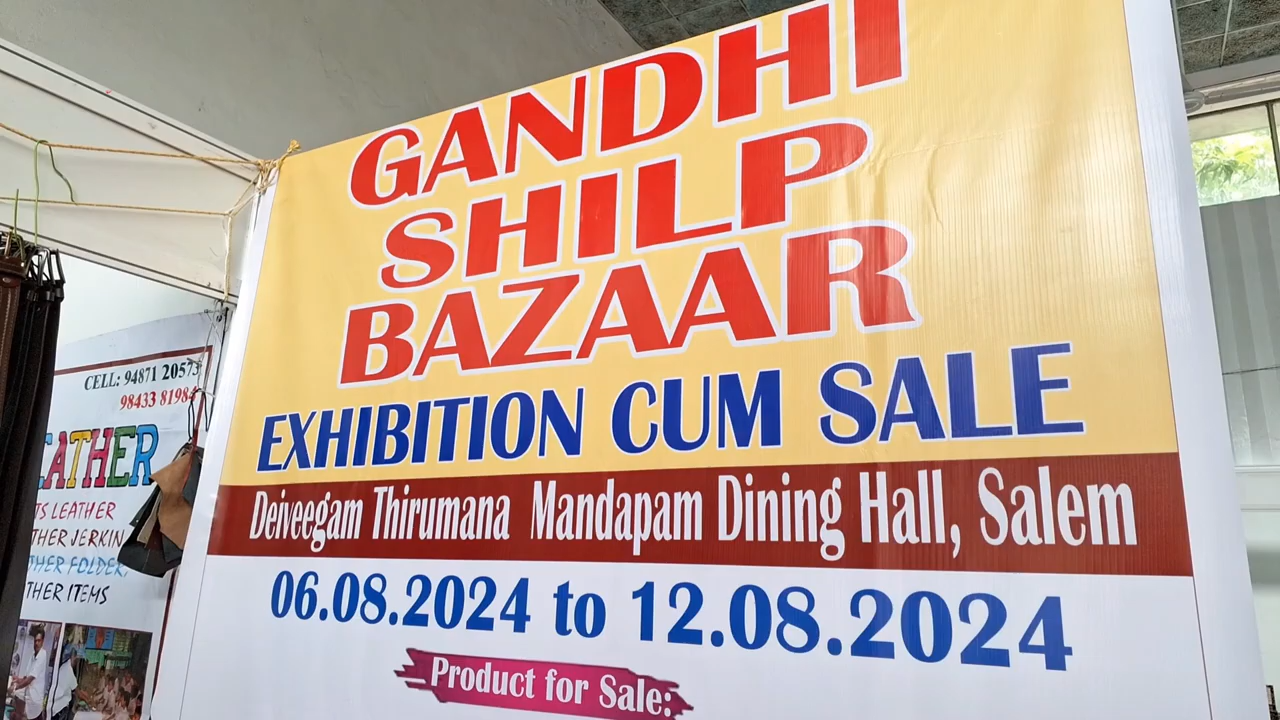 GANDHI
SHILP
BAZAAR
EXHIBITION CUM SALE
Deiveegam Thirumana Mandapam Dining Hall, Salem
06.08.2024 to 12.08.2024
Product for Sale:
CELL: 94871 20573
98433 81984
EATHER
TS LEATHER
THER JERKIN
THER FOLDER,
THER ITEMS